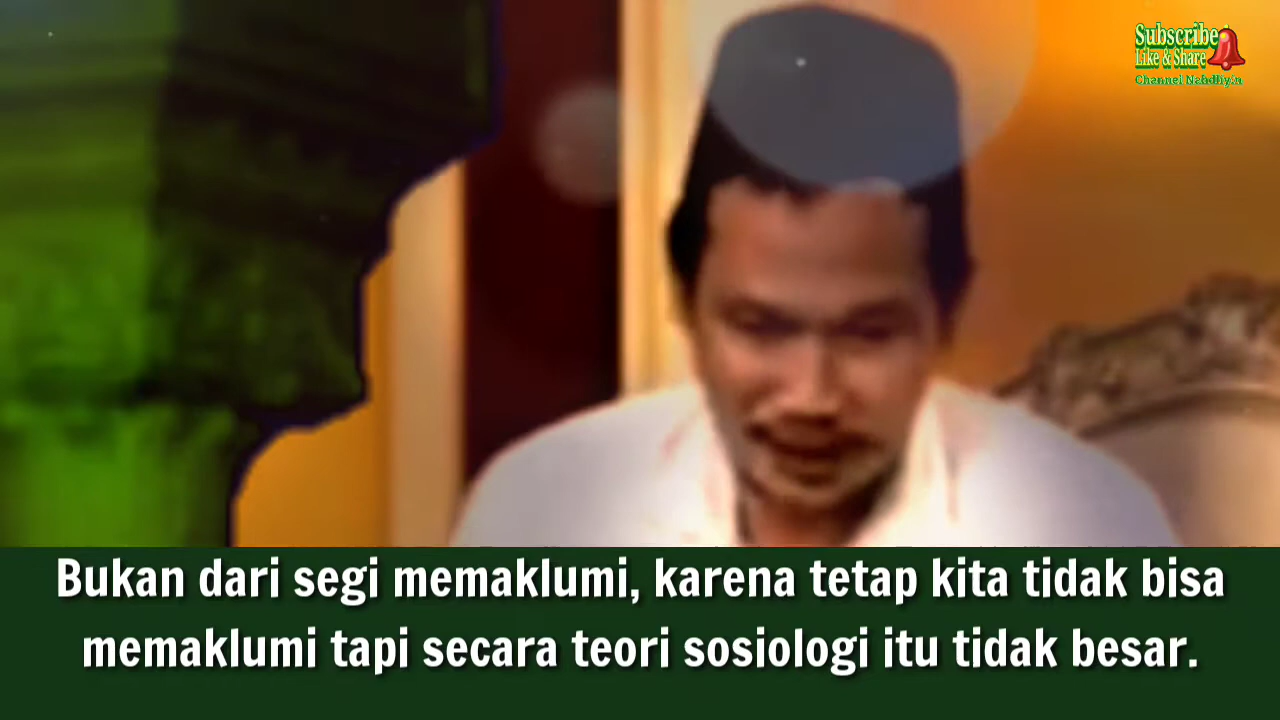 Subscribe
Like & Share
Channel Nahdhiyin
Bukan dari segi memaklumi, karena tetap kita tidak bisa
memaklumi tapi secara teori sosiologi itu tidak besar.